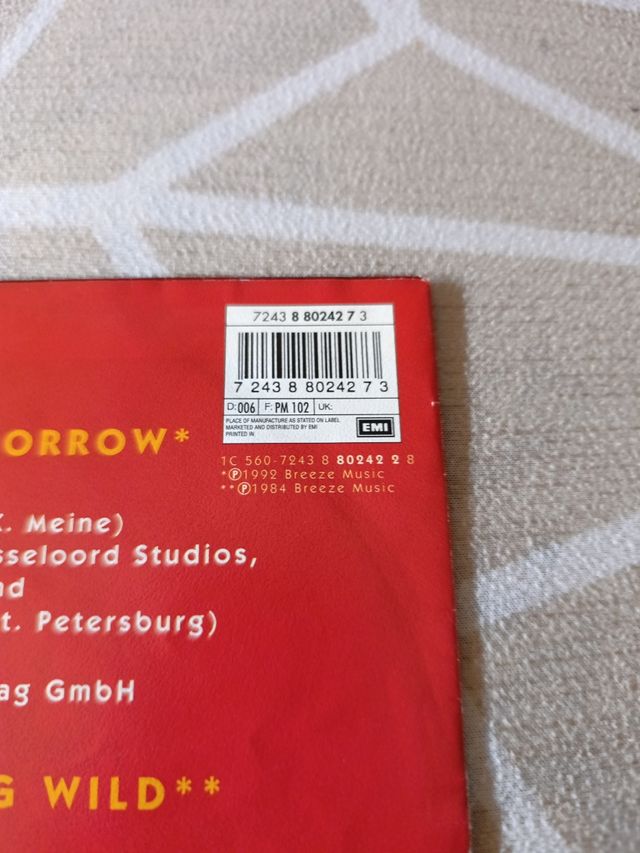 7243 8 80242 7 3
7 243 8 80242 7 3
D: 006 F: PM 102 UK:
PLACE OF MANUFACTURE AS STATED ON LABEL
MARKETED AND DISTRIBUTED BY EMI
PRINTED IN
EMI
ORROW*
1C 560-7243 8 80242 2 8
*℗1992 Breeze Music
**℗1984 Breeze Music
K. Meine)
sseloord Studios,
nd
t. Petersburg)
ag GmbH
G WILD**